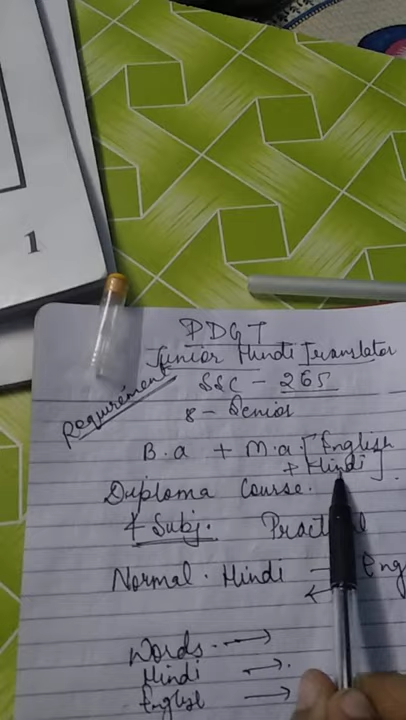 1
PDGT
Junior Hindi Translator
SSC - 265
Requirement
8 - Senior
B.a + M.a [English
+ Hindi]
Diploma Course.
4 Subj. Practical
Normal. Hindi → Eng
←
Words. →
Hindi →
English →